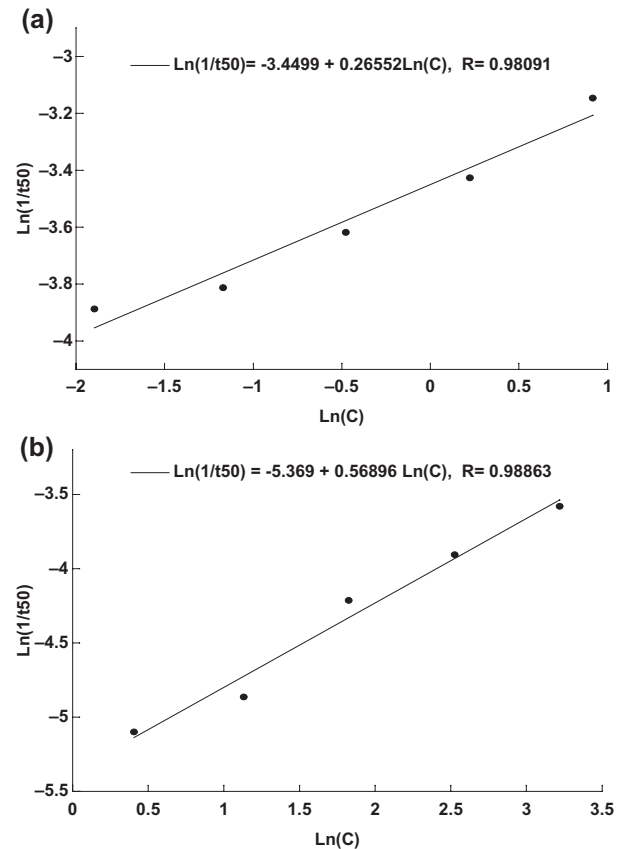 (a)
Ln(1/t50)= -3.4499 + 0.26552Ln(C), R= 0.98091
–3
–3.2
–3.4
–3.6
–3.8
–4
Ln(1/t50)
–2 –1.5 –1 –0.5 0 0.5 1
Ln(C)
(b)
Ln(1/t50) = -5.369 + 0.56896 Ln(C), R= 0.98863
–3.5
–4
–4.5
–5
–5.5
Ln(1/t50)
0 0.5 1 1.5 2 2.5 3 3.5
Ln(C)